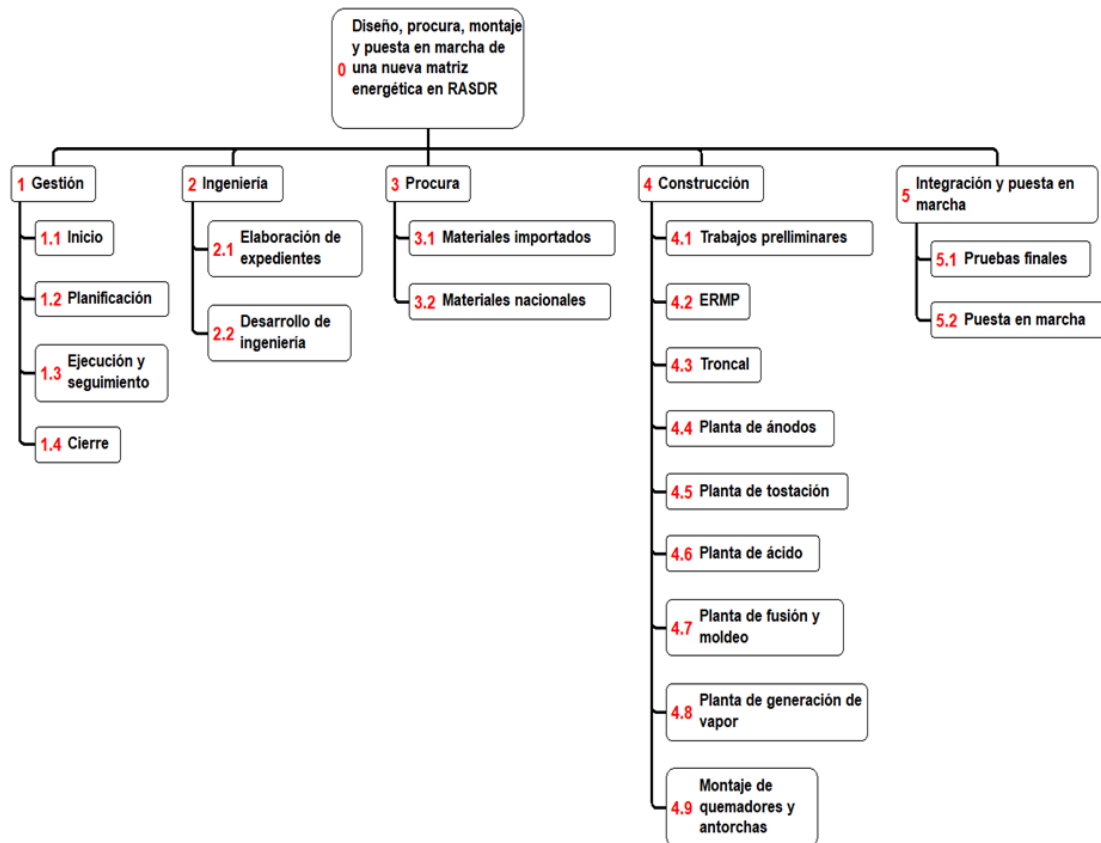 0 Diseño, procura, montaje
y puesta en marcha de
una nueva matriz
energética en RASDR
1 Gestión
1.1 Inicio
1.2 Planificación
1.3 Ejecución y
seguimiento
1.4 Cierre
2 Ingeniería
2.1 Elaboración de
expedientes
2.2 Desarrollo de
ingeniería
3 Procura
3.1 Materiales importados
3.2 Materiales nacionales
4 Construcción
4.1 Trabajos prelliminares
4.2 ERMP
4.3 Troncal
4.4 Planta de ánodos
4.5 Planta de tostación
4.6 Planta de ácido
4.7 Planta de fusión y
moldeo
4.8 Planta de generación de
vapor
4.9 Montaje de
quemadores y
antorchas
5 Integración y puesta en
marcha
5.1 Pruebas finales
5.2 Puesta en marcha